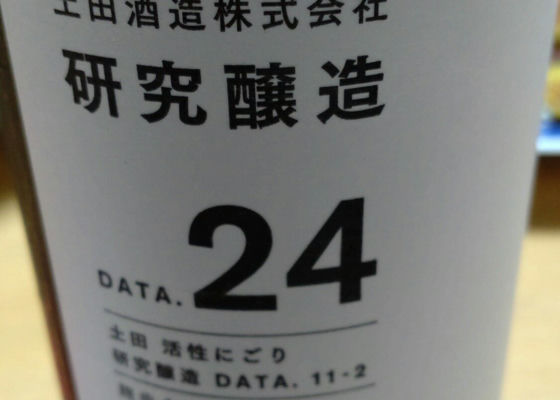 土田酒造株式会社
研究醸造
DATA. 24
土田 活性にごり
研究醸造 DATA. 11-2